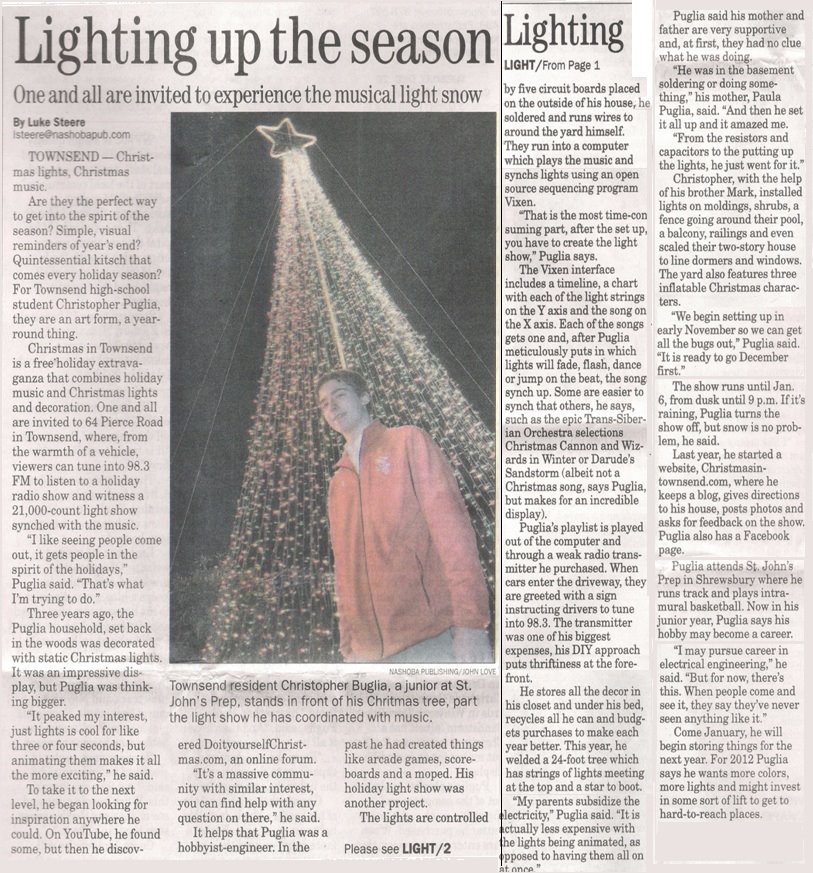 Lighting up the season
One and all are invited to experience the musical light snow
By Luke Steere
lsteere@nashobapub.com
TOWNSEND — Christ-
mas lights, Christmas
music.
Are they the perfect way
to get into the spirit of the
season? Simple, visual
reminders of year's end?
Quintessential kitsch that
comes every holiday season?
For Townsend high-school
student Christopher Puglia,
they are an art form, a year-
round thing.
Christmas in Townsend
is a free holiday extrava-
ganza that combines holiday
music and Christmas lights
and decoration. One and all
are invited to 64 Pierce Road
in Townsend, where, from
the warmth of a vehicle,
viewers can tune into 98.3
FM to listen to a holiday
radio show and witness a
21,000-count light show
synched with the music.
"I like seeing people come
out, it gets people in the
spirit of the holidays,"
Puglia said. "That's what
I'm trying to do."
Three years ago, the
Puglia household, set back
in the woods was decorated
with static Christmas lights.
It was an impressive dis-
play, but Puglia was think-
ing bigger.
"It peaked my interest,
just lights is cool for like
three or four seconds, but
animating them makes it all
the more exciting," he said.
To take it to the next
level, he began looking for
inspiration anywhere he
could. On YouTube, he found
some, but then he discov-
NASHOBA PUBLISHING/JOHN LOVE
Townsend resident Christopher Buglia, a junior at St.
John's Prep, stands in front of his Chritmas tree, part
the light show he has coordinated with music.
ered DoityourselfChrist-
mas.com, an online forum.
"It's a massive commu-
nity with similar interest,
you can find help with any
question on there," he said.
It helps that Puglia was a
hobbyist-engineer. In the
past he had created things
like arcade games, score-
boards and a moped. His
holiday light show was
another project.
The lights are controlled
Please see LIGHT/2
Lighting
LIGHT/From Page 1
by five circuit boards placed
on the outside of his house, he
soldered and runs wires to
around the yard himself.
They run into a computer
which plays the music and
synchs lights using an open
source sequencing program
Vixen.
"That is the most time-con
suming part, after the set up,
you have to create the light
show," Puglia says.
The Vixen interface
includes a timeline, a chart
with each of the light strings
on the Y axis and the song on
the X axis. Each of the songs
gets one and, after Puglia
meticulously puts in which
lights will fade, flash, dance
or jump on the beat, the song
synch up. Some are easier to
synch that others, he says,
such as the epic Trans-Siber-
ian Orchestra selections
Christmas Cannon and Wiz-
ards in Winter or Darude's
Sandstorm (albeit not a
Christmas song, says Puglia,
but makes for an incredible
display).
Puglia's playlist is played
out of the computer and
through a weak radio trans-
mitter he purchased. When
cars enter the driveway, they
are greeted with a sign
instructing drivers to tune
into 98.3. The transmitter
was one of his biggest
expenses, his DIY approach
puts thriftiness at the fore-
front.
He stores all the decor in
his closet and under his bed,
recycles all he can and budg-
ets purchases to make each
year better. This year, he
welded a 24-foot tree which
has strings of lights meeting
at the top and a star to boot.
"My parents subsidize the
electricity," Puglia said. "It is
actually less expensive with
the lights being animated, as
opposed to having them all on
at once."
Puglia said his mother and
father are very supportive
and, at first, they had no clue
what he was doing.
"He was in the basement
soldering or doing some-
thing," his mother, Paula
Puglia, said. "And then he set
it all up and it amazed me.
"From the resistors and
capacitors to the putting up
the lights, he just went for it."
Christopher, with the help
of his brother Mark, installed
lights on moldings, shrubs, a
fence going around their pool,
a balcony, railings and even
scaled their two-story house
to line dormers and windows.
The yard also features three
inflatable Christmas charac-
ters.
"We begin setting up in
early November so we can get
all the bugs out," Puglia said.
"It is ready to go December
first."
The show runs until Jan.
6, from dusk until 9 p.m. If it's
raining, Puglia turns the
show off, but snow is no prob-
lem, he said.
Last year, he started a
website, Christmasin-
townsend.com, where he
keeps a blog, gives directions
to his house, posts photos and
asks for feedback on the show.
Puglia also has a Facebook
page.
Puglia attends St. John's
Prep in Shrewsbury where he
runs track and plays intra-
mural basketball. Now in his
junior year, Puglia says his
hobby may become a career.
"I may pursue career in
electrical engineering," he
said. "But for now, there's
this. When people come and
see it, they say they've never
seen anything like it."
Come January, he will
begin storing things for the
next year. For 2012 Puglia
says he wants more colors,
more lights and might invest
in some sort of lift to get to
hard-to-reach places.